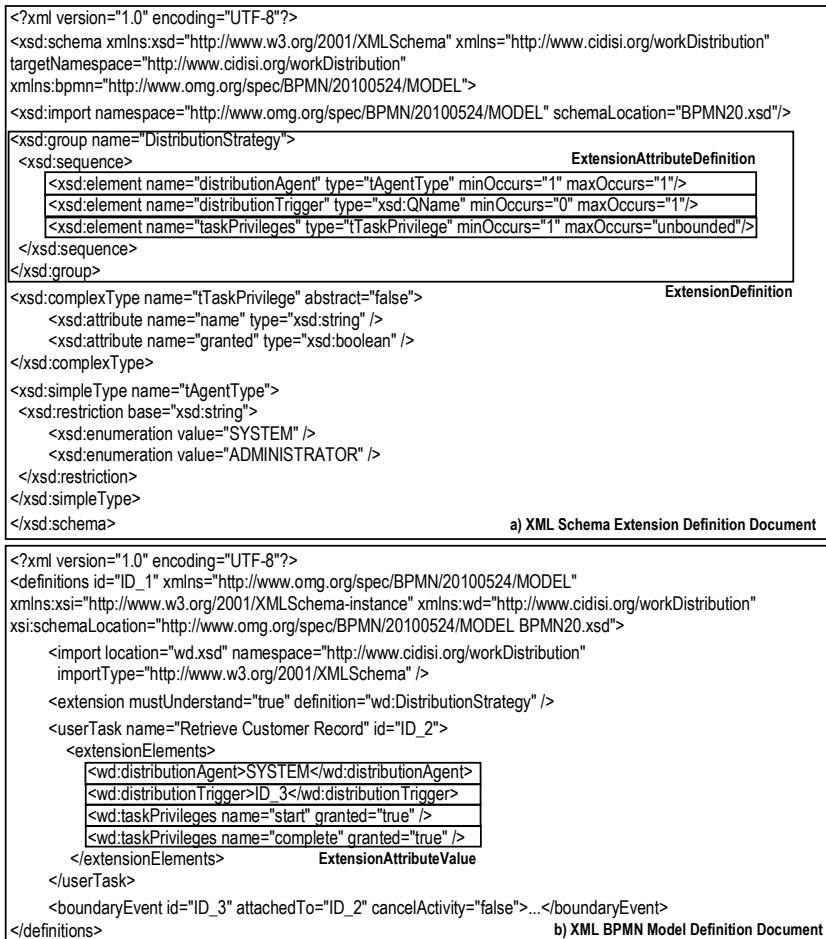 <?xml version="1.0" encoding="UTF-8"?>
<xsd:schema xmlns:xsd="http://www.w3.org/2001/XMLSchema" xmlns="http://www.cidisi.org/workDistribution"
targetNamespace="http://www.cidisi.org/workDistribution"
xmlns:bpmn="http://www.omg.org/spec/BPMN/20100524/MODEL">
<xsd:import namespace="http://www.omg.org/spec/BPMN/20100524/MODEL" schemaLocation="BPMN20.xsd"/>
<xsd:group name="DistributionStrategy">
<xsd:sequence>
ExtensionAttributeDefinition
<xsd:element name="distributionAgent" type="tAgentType" minOccurs="1" maxOccurs="1"/>
<xsd:element name="distributionTrigger" type="xsd:QName" minOccurs="0" maxOccurs="1"/>
<xsd:element name="taskPrivileges" type="tTaskPrivilege" minOccurs="1" maxOccurs="unbounded"/>
</xsd:sequence>
</xsd:group>
ExtensionDefinition
<xsd:complexType name="tTaskPrivilege" abstract="false">
<xsd:attribute name="name" type="xsd:string" />
<xsd:attribute name="granted" type="xsd:boolean" />
</xsd:complexType>
<xsd:simpleType name="tAgentType">
<xsd:restriction base="xsd:string">
<xsd:enumeration value="SYSTEM" />
<xsd:enumeration value="ADMINISTRATOR" />
</xsd:restriction>
</xsd:simpleType>
</xsd:schema>
a) XML Schema Extension Definition Document
<?xml version="1.0" encoding="UTF-8"?>
<definitions id="ID_1" xmlns="http://www.omg.org/spec/BPMN/20100524/MODEL"
xmlns:xsi="http://www.w3.org/2001/XMLSchema-instance" xmlns:wd="http://www.cidisi.org/workDistribution"
xsi:schemaLocation="http://www.omg.org/spec/BPMN/20100524/MODEL BPMN20.xsd">
<import location="wd.xsd" namespace="http://www.cidisi.org/workDistribution"
importType="http://www.w3.org/2001/XMLSchema" />
<extension mustUnderstand="true" definition="wd:DistributionStrategy" />
<userTask name="Retrieve Customer Record" id="ID_2">
<extensionElements>
<wd:distributionAgent>SYSTEM</wd:distributionAgent>
<wd:distributionTrigger>ID_3</wd:distributionTrigger>
<wd:taskPrivileges name="start" granted="true" />
<wd:taskPrivileges name="complete" granted="true" />
</extensionElements>
ExtensionAttributeValue
</userTask>
<boundaryEvent id="ID_3" attachedTo="ID_2" cancelActivity="false">...</boundaryEvent>
</definitions>
b) XML BPMN Model Definition Document